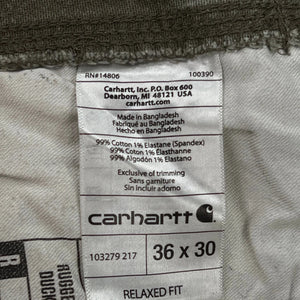 RN#14806 100390
Carhartt, Inc. P.O. Box 600
Dearborn, MI 48121 USA
carhartt.com
Made in Bangladesh
Fabriqué au Bangladesh
Hecho en Bangladesh
99% Cotton 1% Elastane (Spandex)
99% Coton 1% Élasthanne
99% Algodón 1% Elastano
Exclusive of trimming
Sans garniture
Sin incluir adorno
carhartt
103279 217 36 x 30
RELAXED FIT
RUGGED
DUCK
R